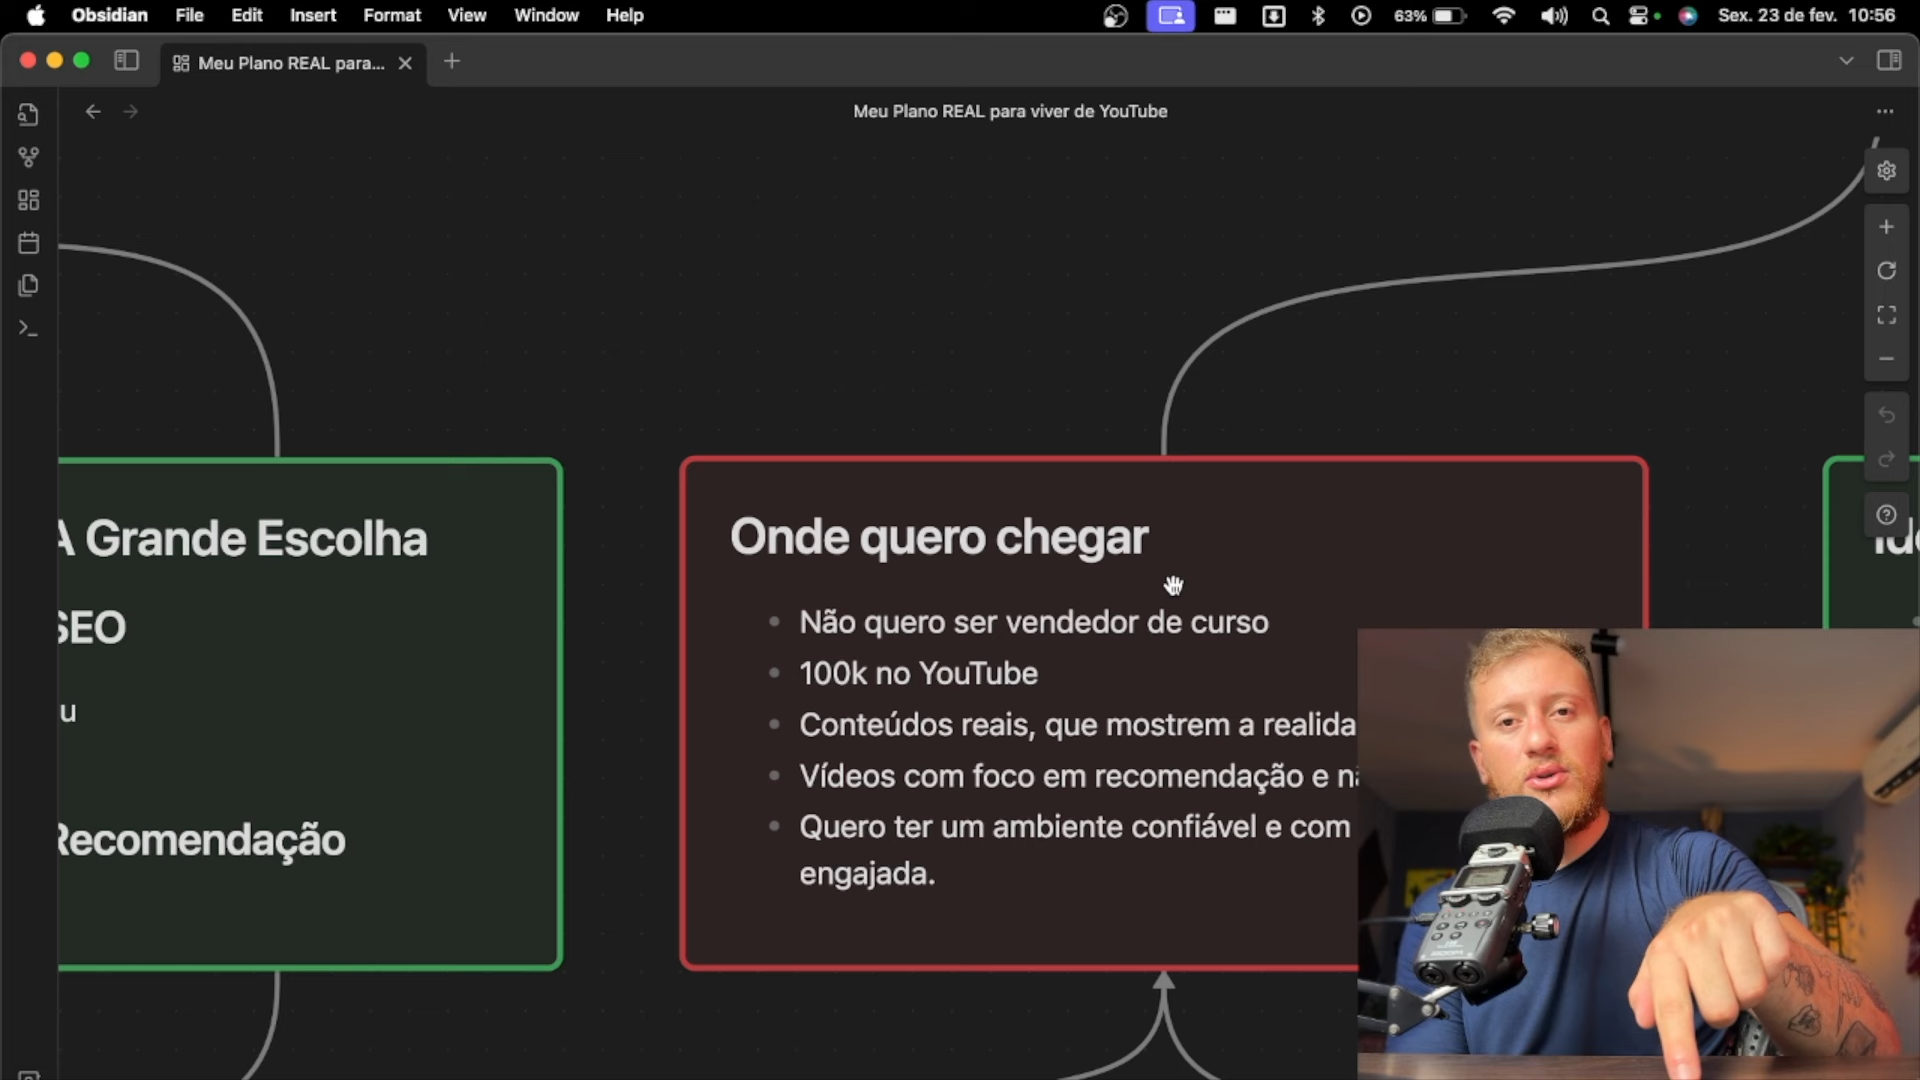 Obsidian File Edit Insert Format View Window Help 63% Sex. 23 de fev. 10:56
Meu Plano REAL para...
Meu Plano REAL para viver de YouTube
A Grande Escolha
SEO
u
Recomendação
Onde quero chegar
Não quero ser vendedor de curso
100k no YouTube
Conteúdos reais, que mostrem a realida
Vídeos com foco em recomendação e n
Quero ter um ambiente confiável e com
engajada.